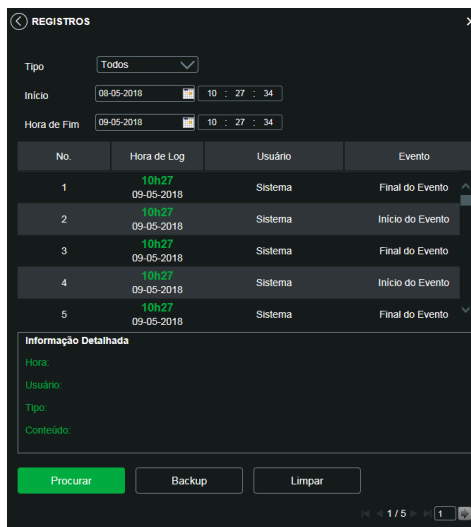 REGISTROS
Tipo Todos
Início 08-05-2018 10 : 27 : 34
Hora de Fim 09-05-2018 10 : 27 : 34
No. Hora de Log Usuário Evento
1 10h27 09-05-2018 Sistema Final do Evento
2 10h27 09-05-2018 Sistema Início do Evento
3 10h27 09-05-2018 Sistema Final do Evento
4 10h27 09-05-2018 Sistema Início do Evento
5 10h27 09-05-2018 Sistema Final do Evento
Informação Detalhada
Hora:
Usuário:
Tipo:
Conteúdo:
Procurar Backup Limpar
1 / 5 1